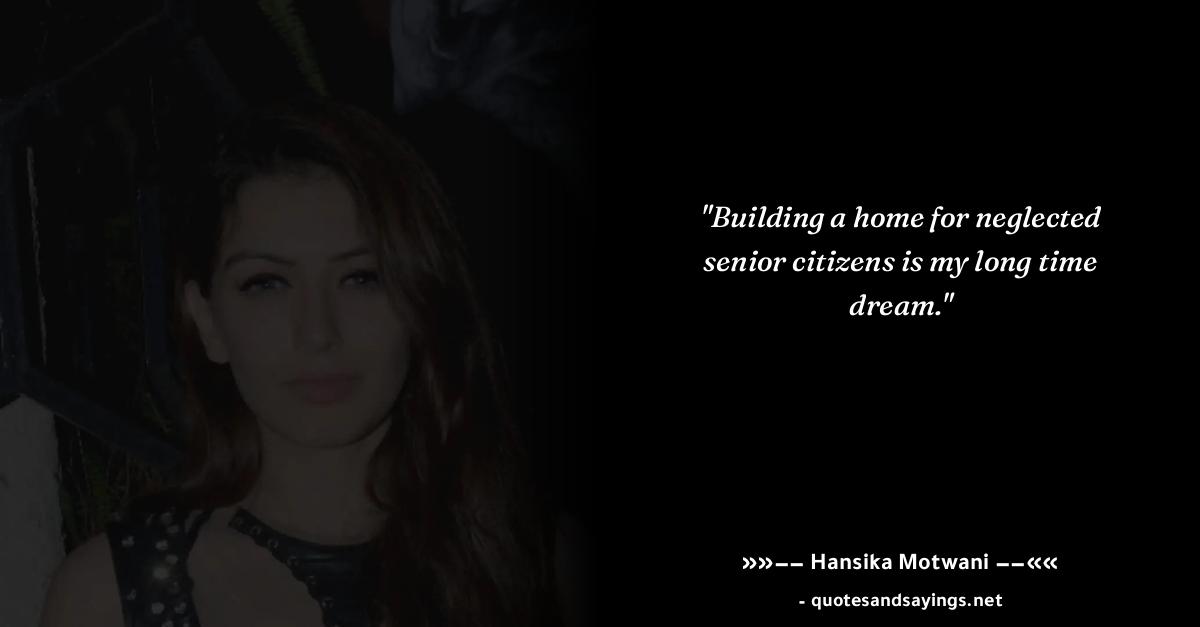 "Building a home for neglected
senior citizens is my long time
dream."
»»−− Hansika Motwani −−««
- quotesandsayings.net